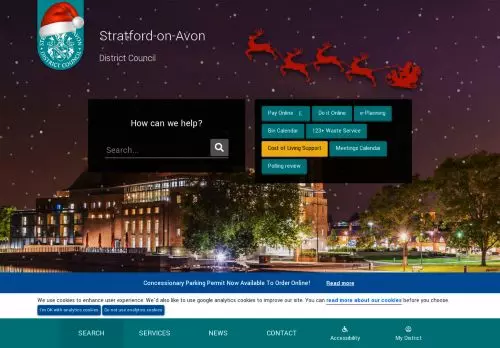 Stratford-on-Avon
District Council
How can we help?
Search...
Pay Online £
Do it Online
e-Planning
Bin Calendar
123+ Waste Service
Cost of Living Support
Meetings Calendar
Polling review
Concessionary Parking Permit Now Available To Order Online! Read more
We use cookies to enhance user experience. We'd also like to use google analytics cookies to improve our site. You can read more about our cookies before you choose.
I'm OK with analytics cookies Do not use analytics cookies
SEARCH SERVICES NEWS CONTACT Accessibility My District